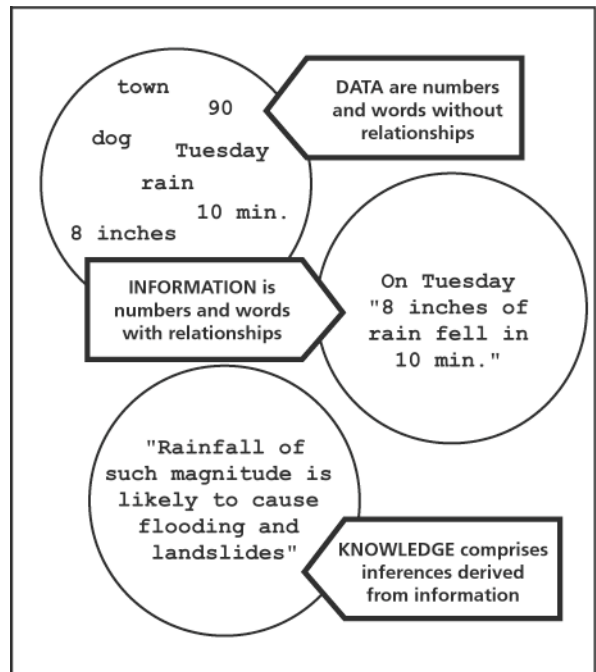 town
90
dog
Tuesday
rain
10 min.
8 inches
DATA are numbers
and words without
relationships
INFORMATION is
numbers and words
with relationships
On Tuesday
"8 inches of
rain fell in
10 min."
"Rainfall of
such magnitude is
likely to cause
flooding and
landslides"
KNOWLEDGE comprises
inferences derived
from information